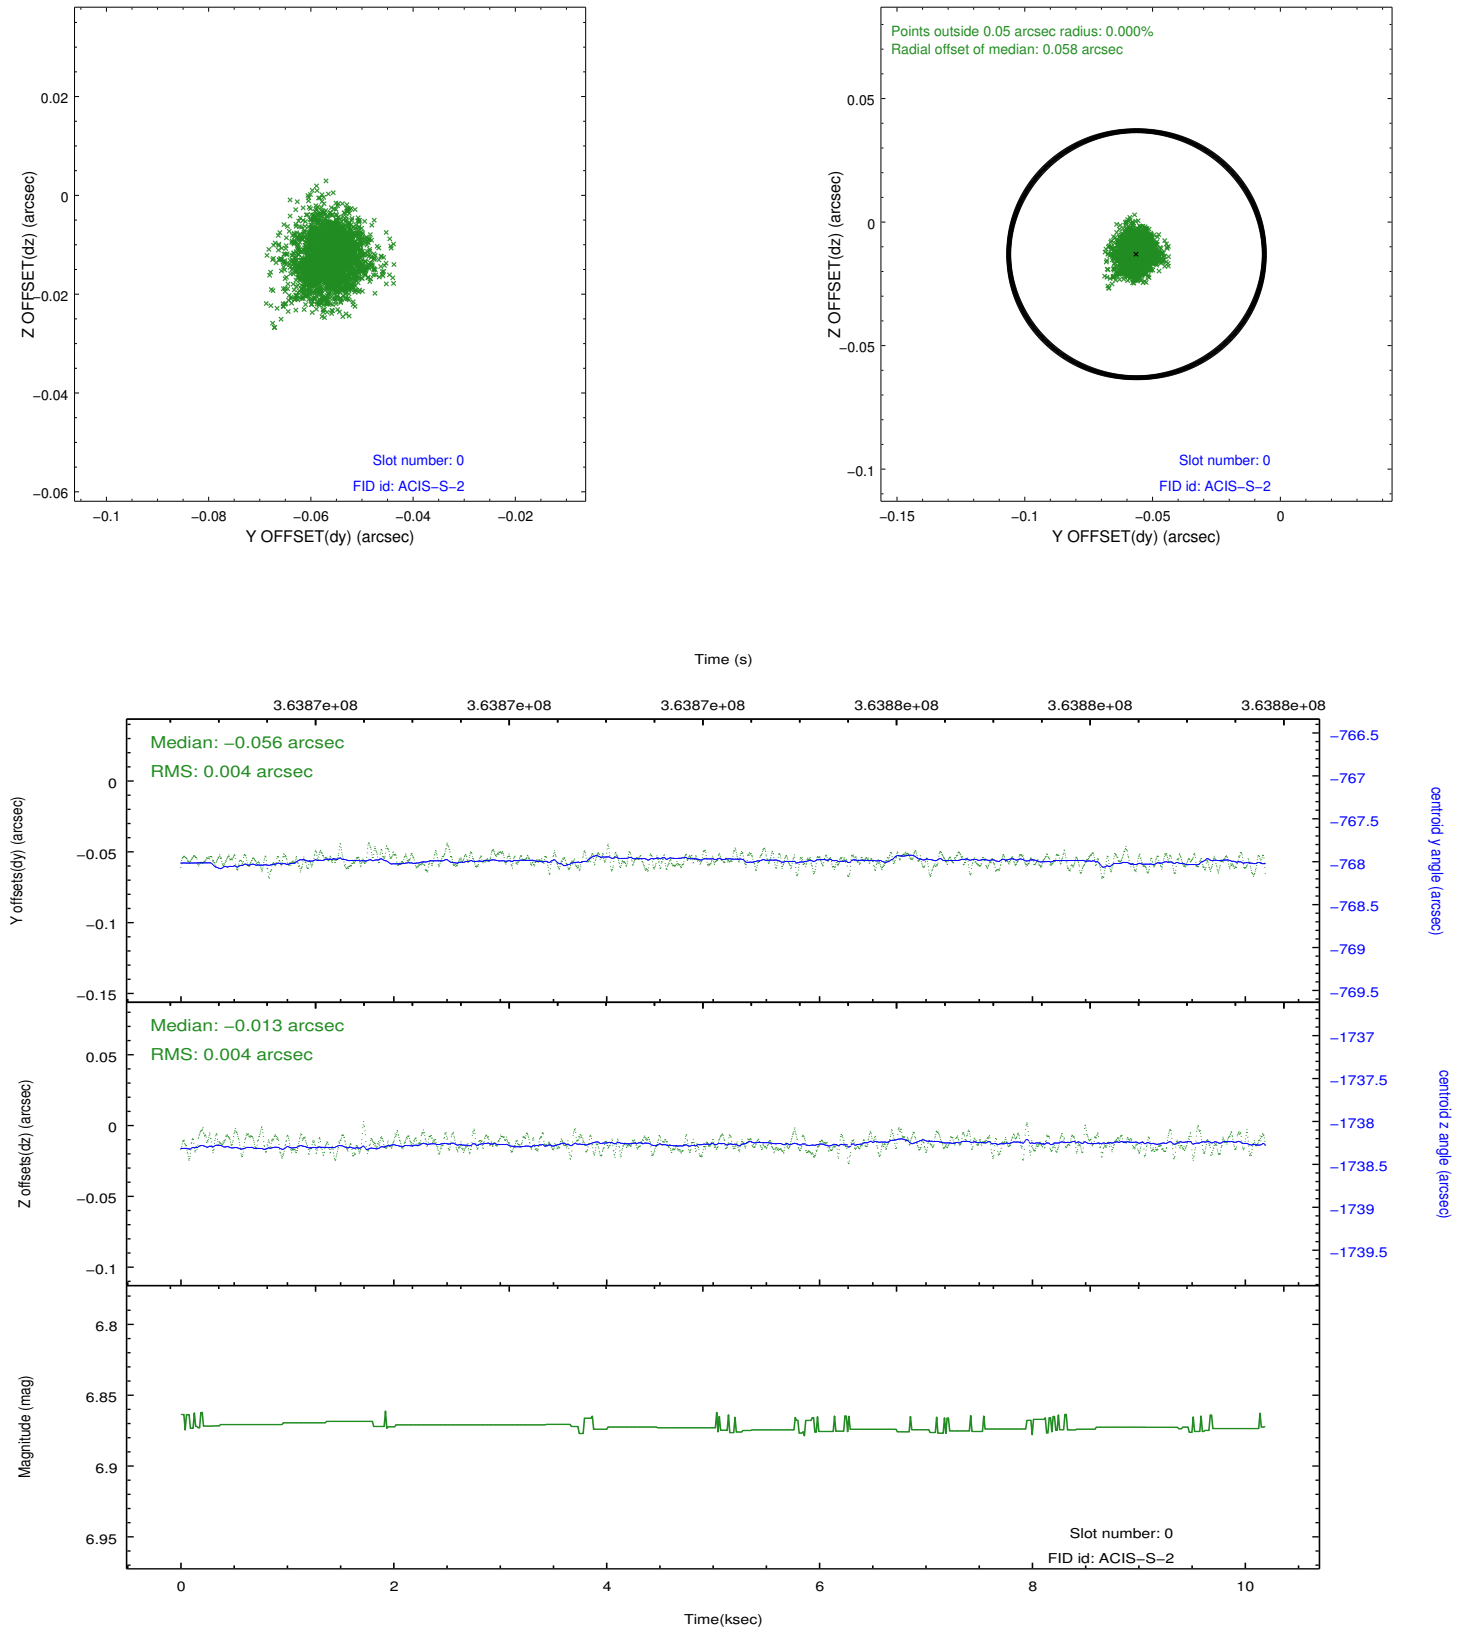 0.02
0
−0.02
−0.04
−0.06
Z OFFSET(dz) (arcsec)
Slot number: 0
FID id: ACIS−S−2
−0.1
−0.08
−0.06
−0.04
−0.02
Y OFFSET(dy) (arcsec)
Points outside 0.05 arcsec radius: 0.000%
Radial offset of median: 0.058 arcsec
0.05
0
−0.05
−0.1
Z OFFSET(dz) (arcsec)
Slot number: 0
FID id: ACIS−S−2
−0.15
−0.1
−0.05
0
Y OFFSET(dy) (arcsec)
Time (s)
3.6387e+08
3.6387e+08
3.6387e+08
3.6388e+08
3.6388e+08
3.6388e+08
Median: −0.056 arcsec
RMS: 0.004 arcsec
0
−0.05
−0.1
−0.15
Y offsets(dy) (arcsec)
−766.5
−767
−767.5
−768
−768.5
−769
−769.5
centroid y angle (arcsec)
Median: −0.013 arcsec
RMS: 0.004 arcsec
0.05
0
−0.05
−0.1
Z offsets(dz) (arcsec)
−1737
−1737.5
−1738
−1738.5
−1739
−1739.5
centroid z angle (arcsec)
6.8
6.85
6.9
6.95
Magnitude (mag)
Slot number: 0
FID id: ACIS−S−2
0
2
4
6
8
10
Time(ksec)